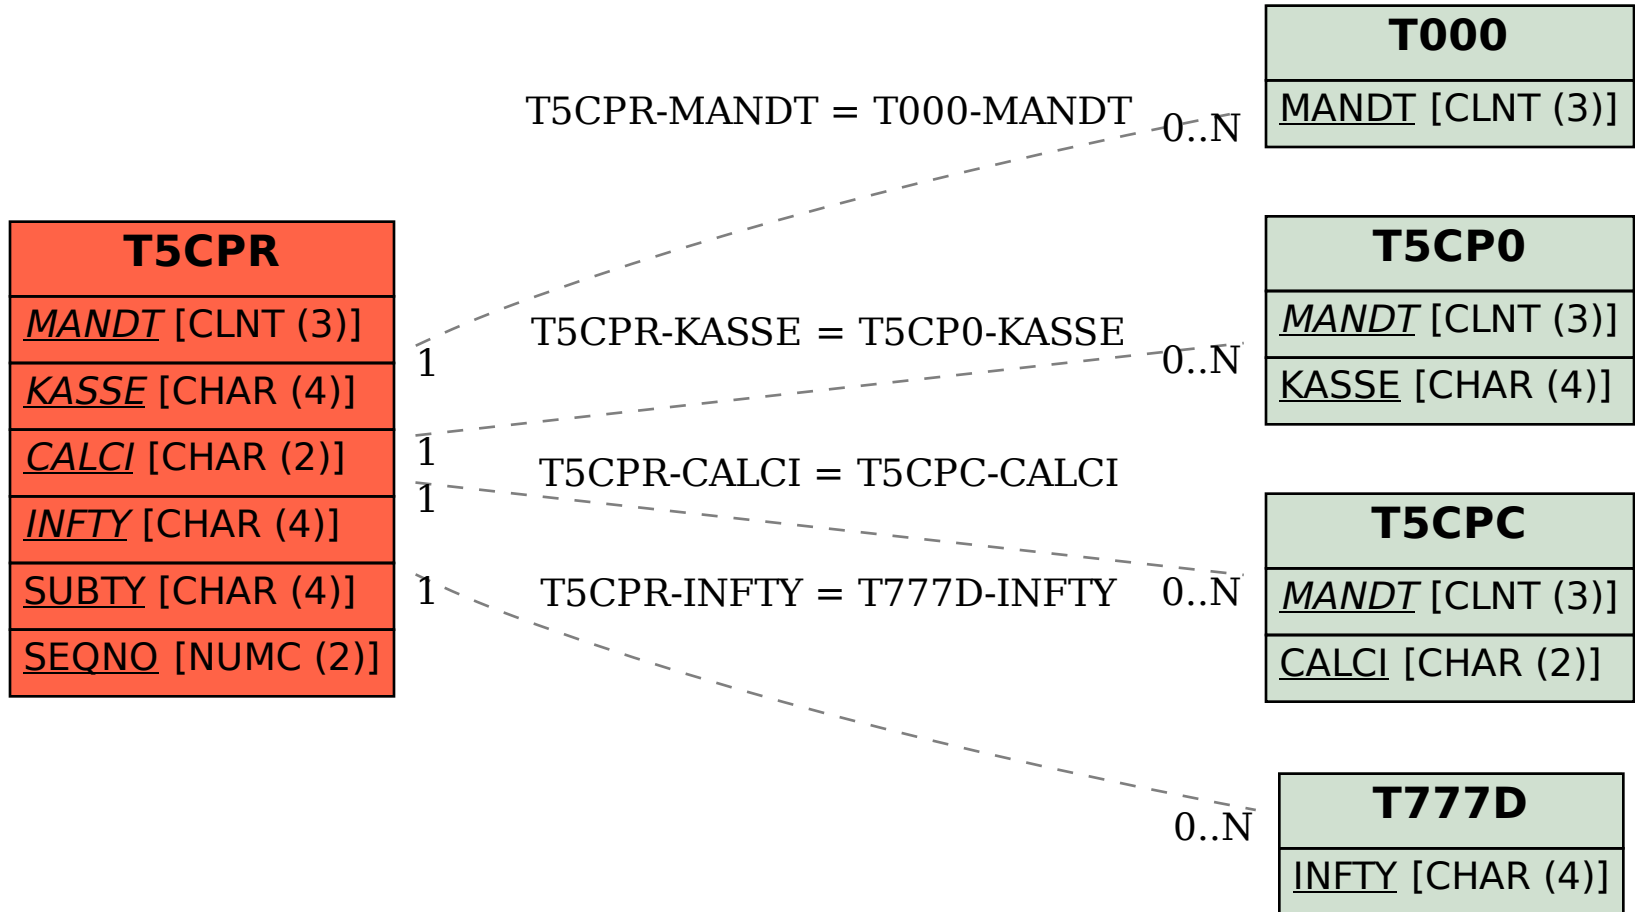 T5CPR
MANDT [CLNT (3)]
KASSE [CHAR (4)]
CALCI [CHAR (2)]
INFTY [CHAR (4)]
SUBTY [CHAR (4)]
SEQNO [NUMC (2)]
T5CPR-MANDT = T000-MANDT
0..N
1
T5CPR-KASSE = T5CP0-KASSE
0..N
1
T5CPR-CALCI = T5CPC-CALCI
1
0..N
T5CPR-INFTY = T777D-INFTY
1
0..N
T000
MANDT [CLNT (3)]
T5CP0
MANDT [CLNT (3)]
KASSE [CHAR (4)]
T5CPC
MANDT [CLNT (3)]
CALCI [CHAR (2)]
T777D
INFTY [CHAR (4)]